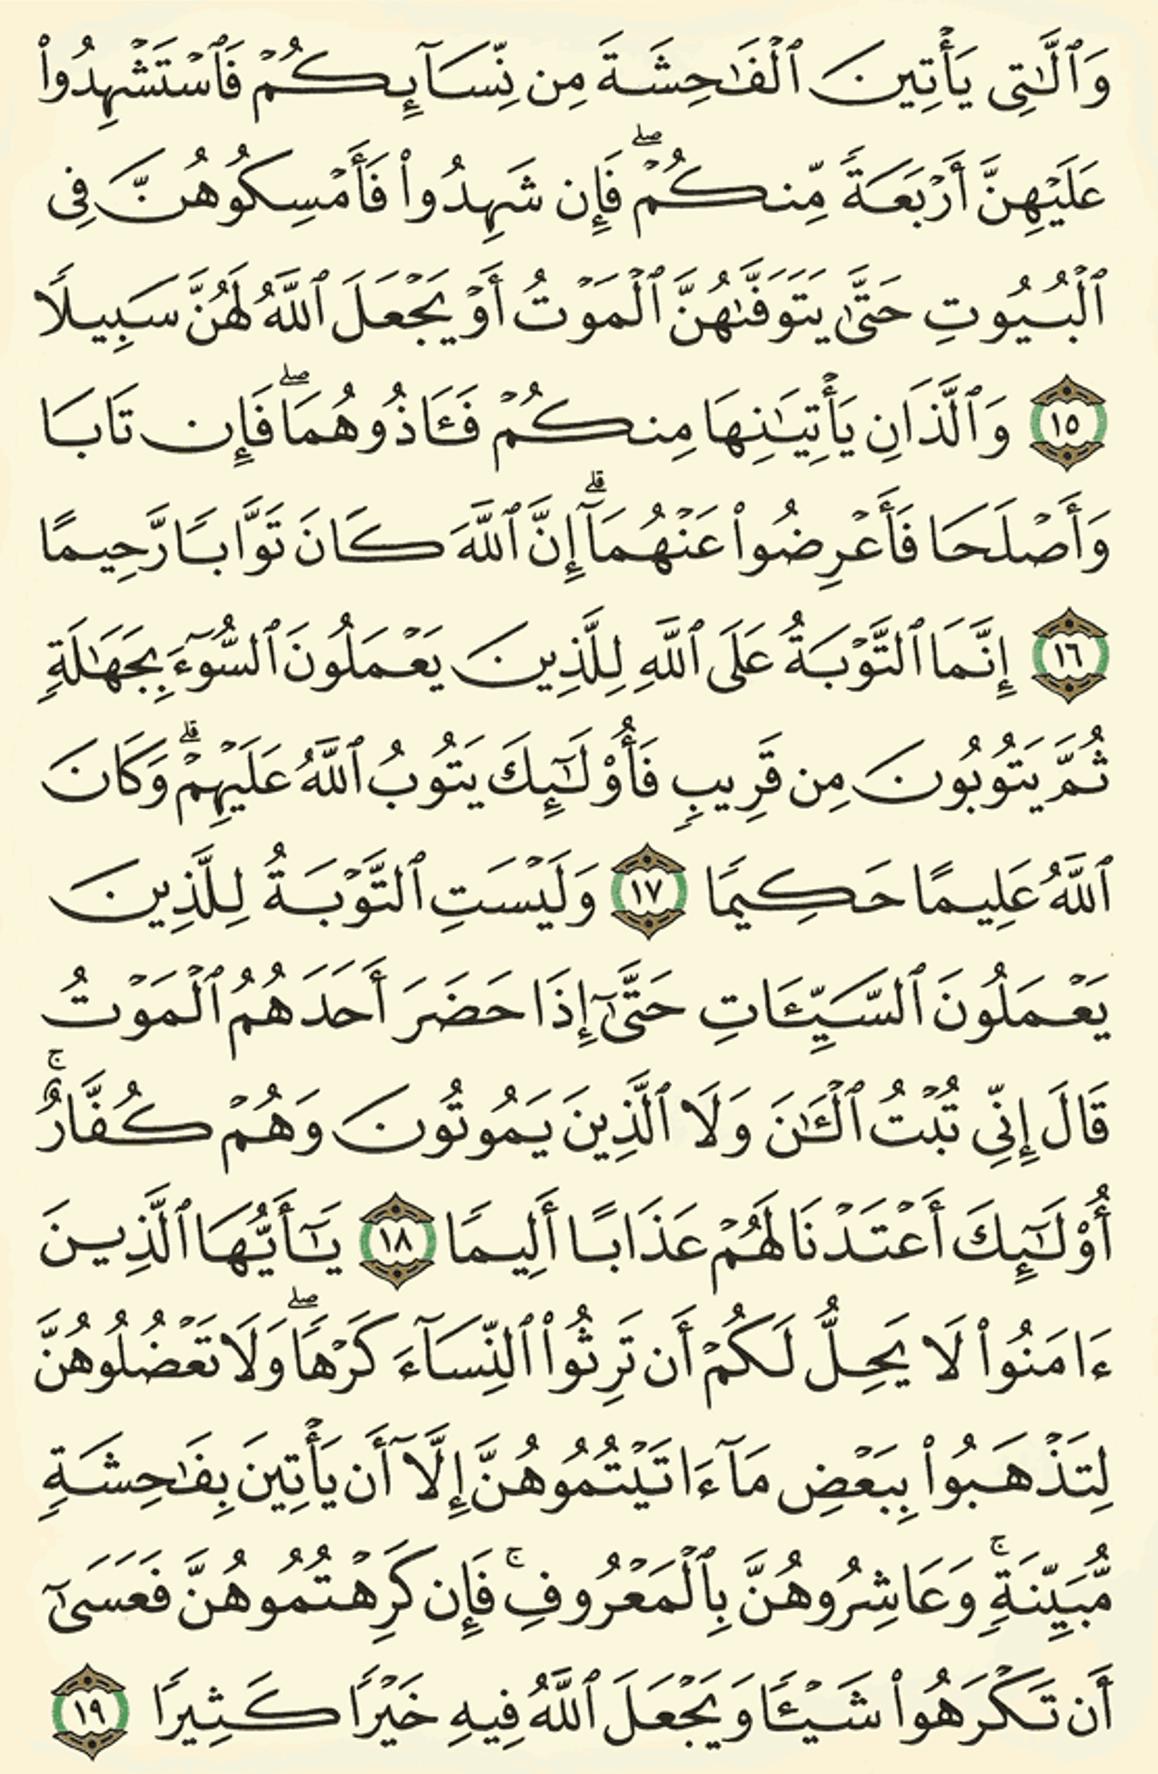 وَٱلَّٰتِى يَأْتِينَ ٱلْفَٰحِشَةَ مِن نِّسَآئِكُمْ فَٱسْتَشْهِدُوا۟
عَلَيْهِنَّ أَرْبَعَةً مِّنكُمْ ۖ فَإِن شَهِدُوا۟ فَأَمْسِكُوهُنَّ فِى
ٱلْبُيُوتِ حَتَّىٰ يَتَوَفَّىٰهُنَّ ٱلْمَوْتُ أَوْ يَجْعَلَ ٱللَّهُ لَهُنَّ سَبِيلًا
١٥ وَٱلَّذَانِ يَأْتِيَٰنِهَا مِنكُمْ فَـَٔاذُوهُمَا ۖ فَإِن تَابَا
وَأَصْلَحَا فَأَعْرِضُوا۟ عَنْهُمَآ ۗ إِنَّ ٱللَّهَ كَانَ تَوَّابًا رَّحِيمًا
١٦ إِنَّمَا ٱلتَّوْبَةُ عَلَى ٱللَّهِ لِلَّذِينَ يَعْمَلُونَ ٱلسُّوٓءَ بِجَهَٰلَةٍ
ثُمَّ يَتُوبُونَ مِن قَرِيبٍ فَأُو۟لَٰٓئِكَ يَتُوبُ ٱللَّهُ عَلَيْهِمْ ۗ وَكَانَ
ٱللَّهُ عَلِيمًا حَكِيمًا ١٧ وَلَيْسَتِ ٱلتَّوْبَةُ لِلَّذِينَ
يَعْمَلُونَ ٱلسَّيِّـَٔاتِ حَتَّىٰٓ إِذَا حَضَرَ أَحَدَهُمُ ٱلْمَوْتُ
قَالَ إِنِّى تُبْتُ ٱلْـَٰٔنَ وَلَا ٱلَّذِينَ يَمُوتُونَ وَهُمْ كُفَّارٌ ۚ
أُو۟لَٰٓئِكَ أَعْتَدْنَا لَهُمْ عَذَابًا أَلِيمًا ١٨ يَٰٓأَيُّهَا ٱلَّذِينَ
ءَامَنُوا۟ لَا يَحِلُّ لَكُمْ أَن تَرِثُوا۟ ٱلنِّسَآءَ كَرْهًا ۖ وَلَا تَعْضُلُوهُنَّ
لِتَذْهَبُوا۟ بِبَعْضِ مَآ ءَاتَيْتُمُوهُنَّ إِلَّآ أَن يَأْتِينَ بِفَٰحِشَةٍ
مُّبَيِّنَةٍ ۚ وَعَاشِرُوهُنَّ بِٱلْمَعْرُوفِ ۚ فَإِن كَرِهْتُمُوهُنَّ فَعَسَىٰٓ
أَن تَكْرَهُوا۟ شَيْـًٔا وَيَجْعَلَ ٱللَّهُ فِيهِ خَيْرًا كَثِيرًا ١٩